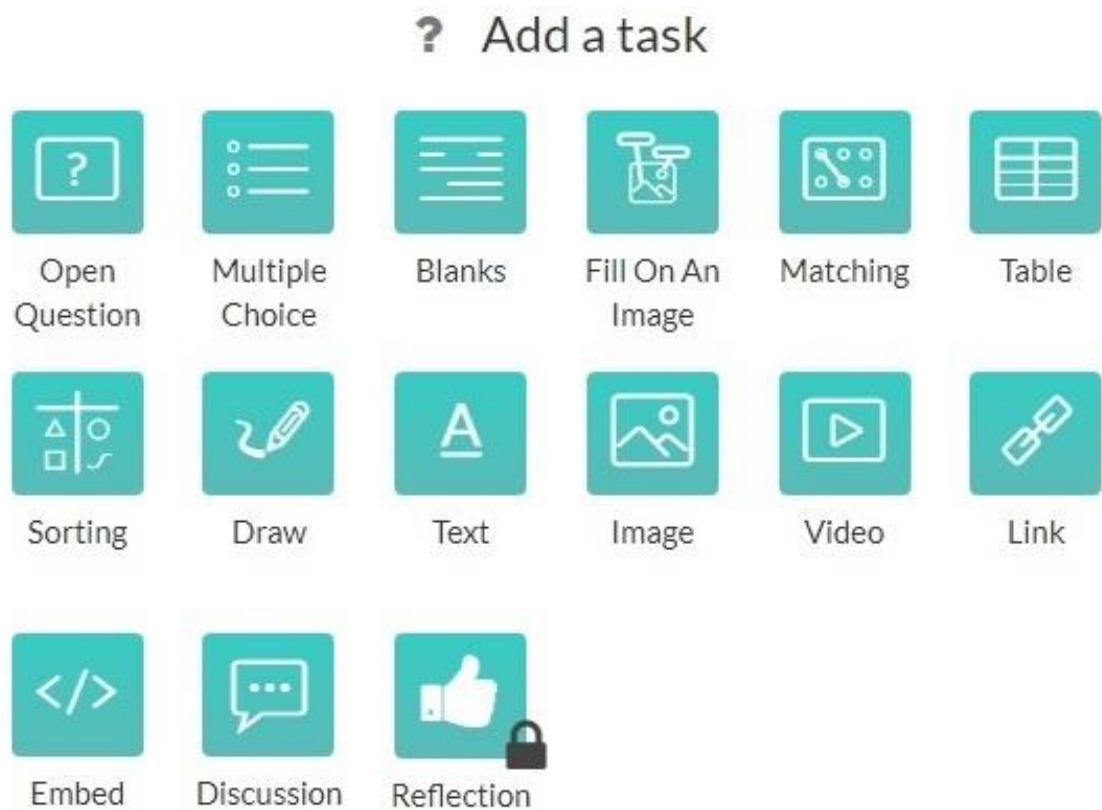 ? Add a task
Open Question
Multiple Choice
Blanks
Fill On An Image
Matching
Table
Sorting
Draw
Text
Image
Video
Link
Embed
Discussion
Reflection